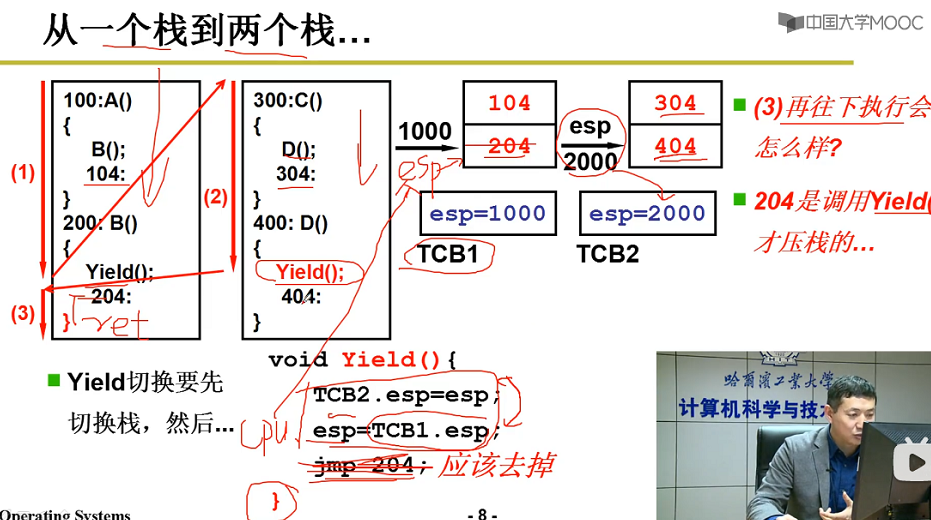 从一个栈到两个栈...
中国大学MOOC
100:A()
{
B();
104:
}
200: B()
{
Yield();
204:
}
ret
(1)
(2)
(3)
300:C()
{
D();
304:
}
400: D()
{
Yield();
404:
}
1000
esp
104
204
esp
2000
304
404
esp=1000
TCB1
esp=2000
TCB2
(3)再往下执行会
怎么样?
204是调用Yield(
才压栈的...
Yield切换要先
切换栈，然后...
void Yield(){
TCB2.esp=esp;
esp=TCB1.esp;
jmp 204;
应该去掉
}
CPU
哈尔滨工业大学
计算机科学与技
Operating Systems
- 8 -